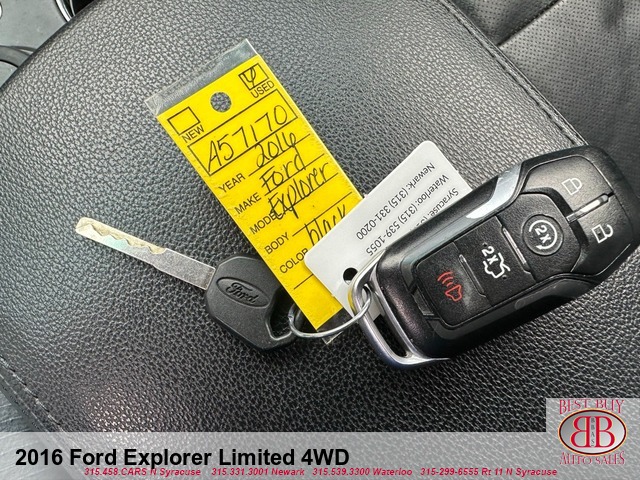 NEW
USED
A57170
YEAR 2016
MAKE Ford
MODEL Explorer
BODY
COLOR black
Waterloo: (315) 539-1055
Newark: (315) 331-0200
Ford
2x
2x
2016 Ford Explorer Limited 4WD
315.458.CARS N Syracuse 315.331.3001 Newark 315.539.3300 Waterloo 315-299-6555 Rt 11 N Syracuse
BEST BUY
BB
AUTO SALES